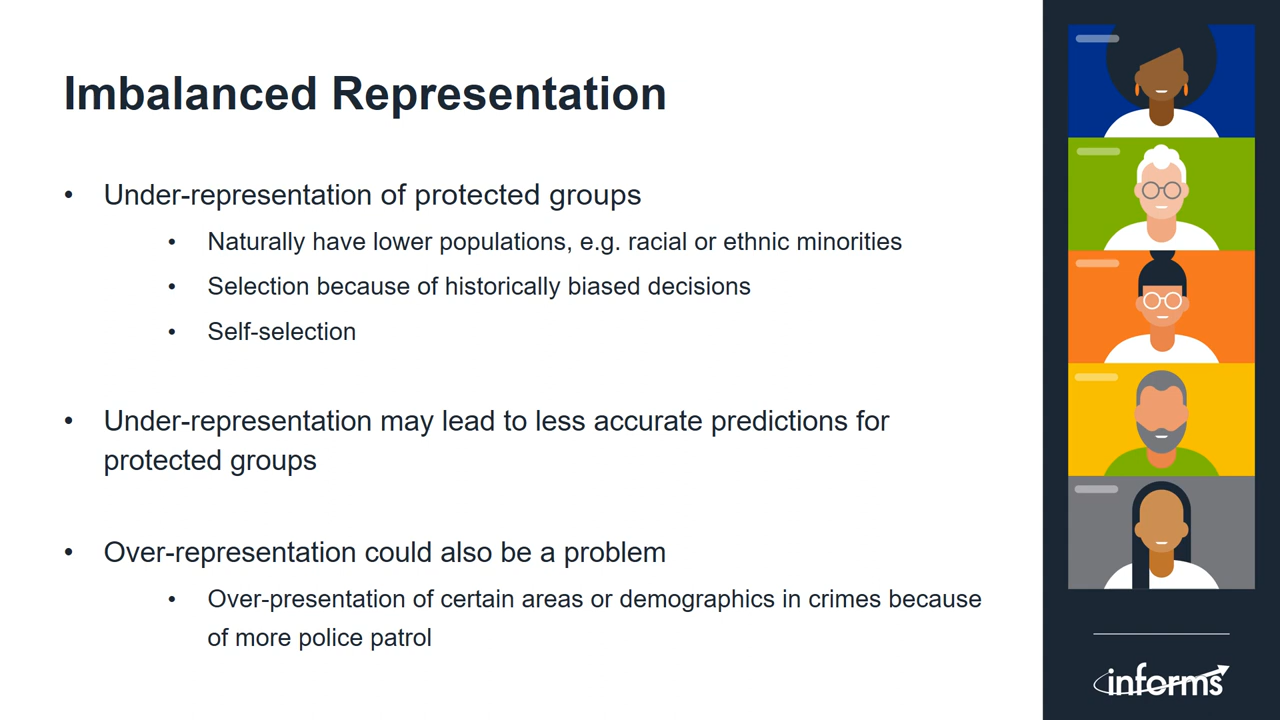 Imbalanced Representation
• Under-representation of protected groups
• Naturally have lower populations, e.g. racial or ethnic minorities
• Selection because of historically biased decisions
• Self-selection
• Under-representation may lead to less accurate predictions for
protected groups
• Over-representation could also be a problem
• Over-presentation of certain areas or demographics in crimes because
of more police patrol
informs